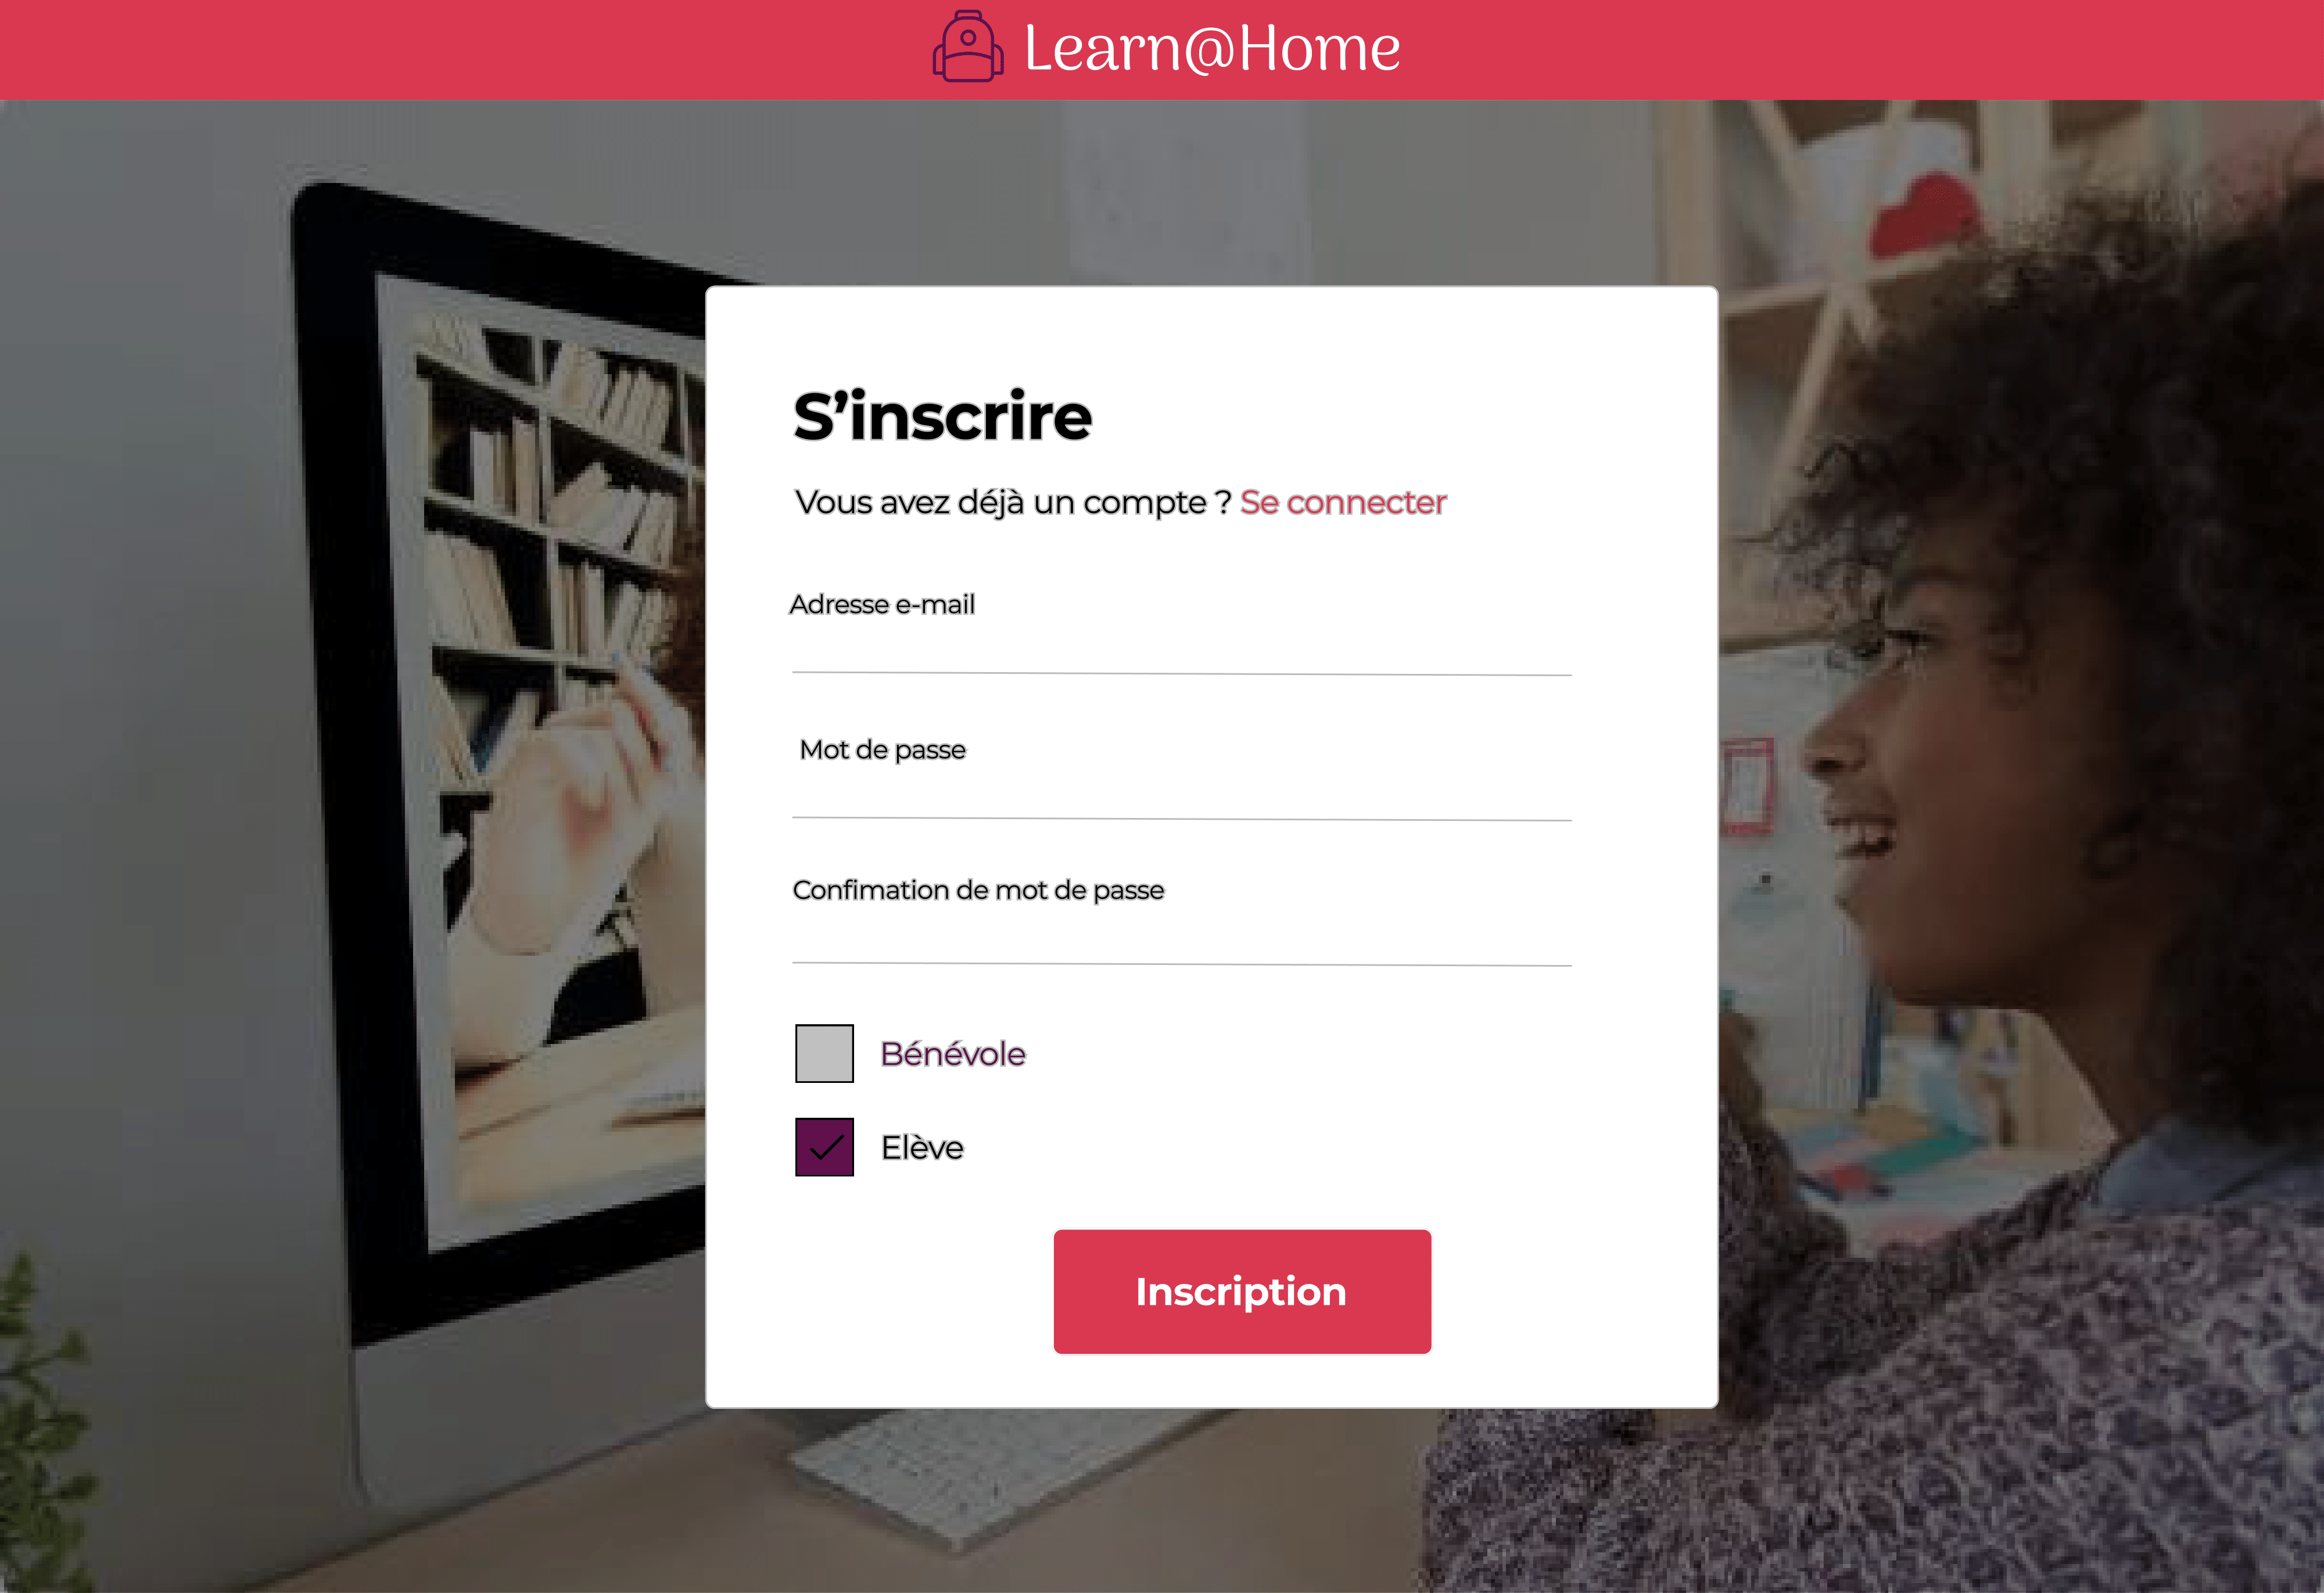 Learn@Home
S’inscrire
Vous avez déjà un compte ? Se connecter
Adresse e-mail
Mot de passe
Confimation de mot de passe
Bénévole
Elève
Inscription